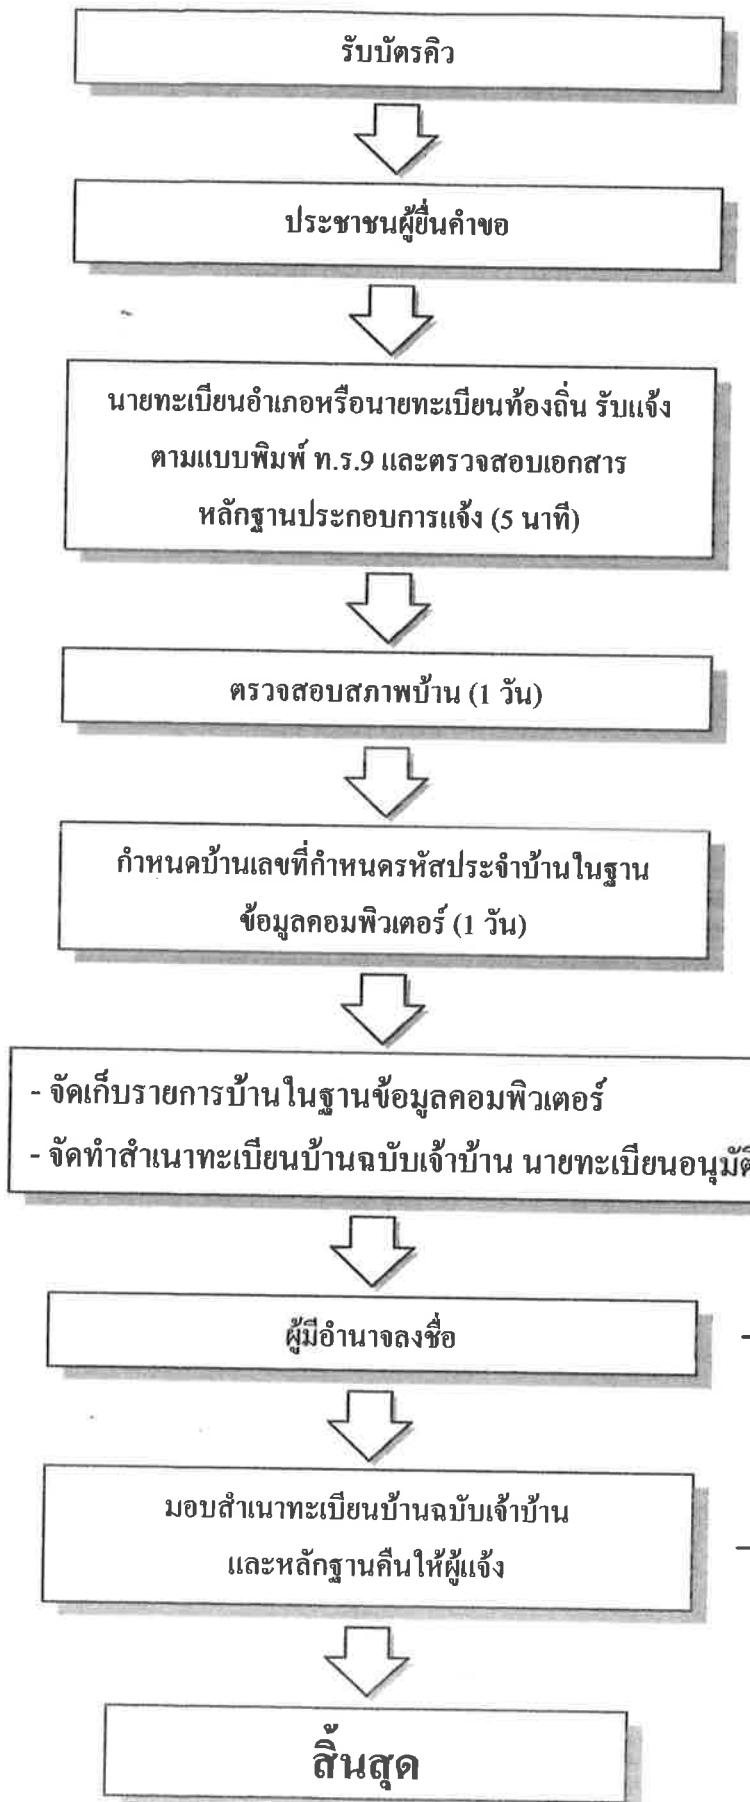 รับบัตรคิว
ประชาชนผู้ยื่นคำขอ
นายทะเบียนอำเภอหรือนายทะเบียนท้องถิ่น รับแจ้ง
ตามแบบพิมพ์ ท.ร.9 และตรวจสอบเอกสาร
หลักฐานประกอบการแจ้ง (5 นาที)
ตรวจสอบสภาพบ้าน (1 วัน)
กำหนดบ้านเลขที่กำหนดรหัสประจำบ้านในฐาน
ข้อมูลคอมพิวเตอร์ (1 วัน)
- จัดเก็บรายการบ้านในฐานข้อมูลคอมพิวเตอร์
- จัดทำสำเนาทะเบียนบ้านฉบับเจ้าบ้าน นายทะเบียนอนุมัติ
ผู้มีอำนาจลงชื่อ
มอบสำเนาทะเบียนบ้านฉบับเจ้าบ้าน
และหลักฐานคืนให้ผู้แจ้ง
สิ้นสุด